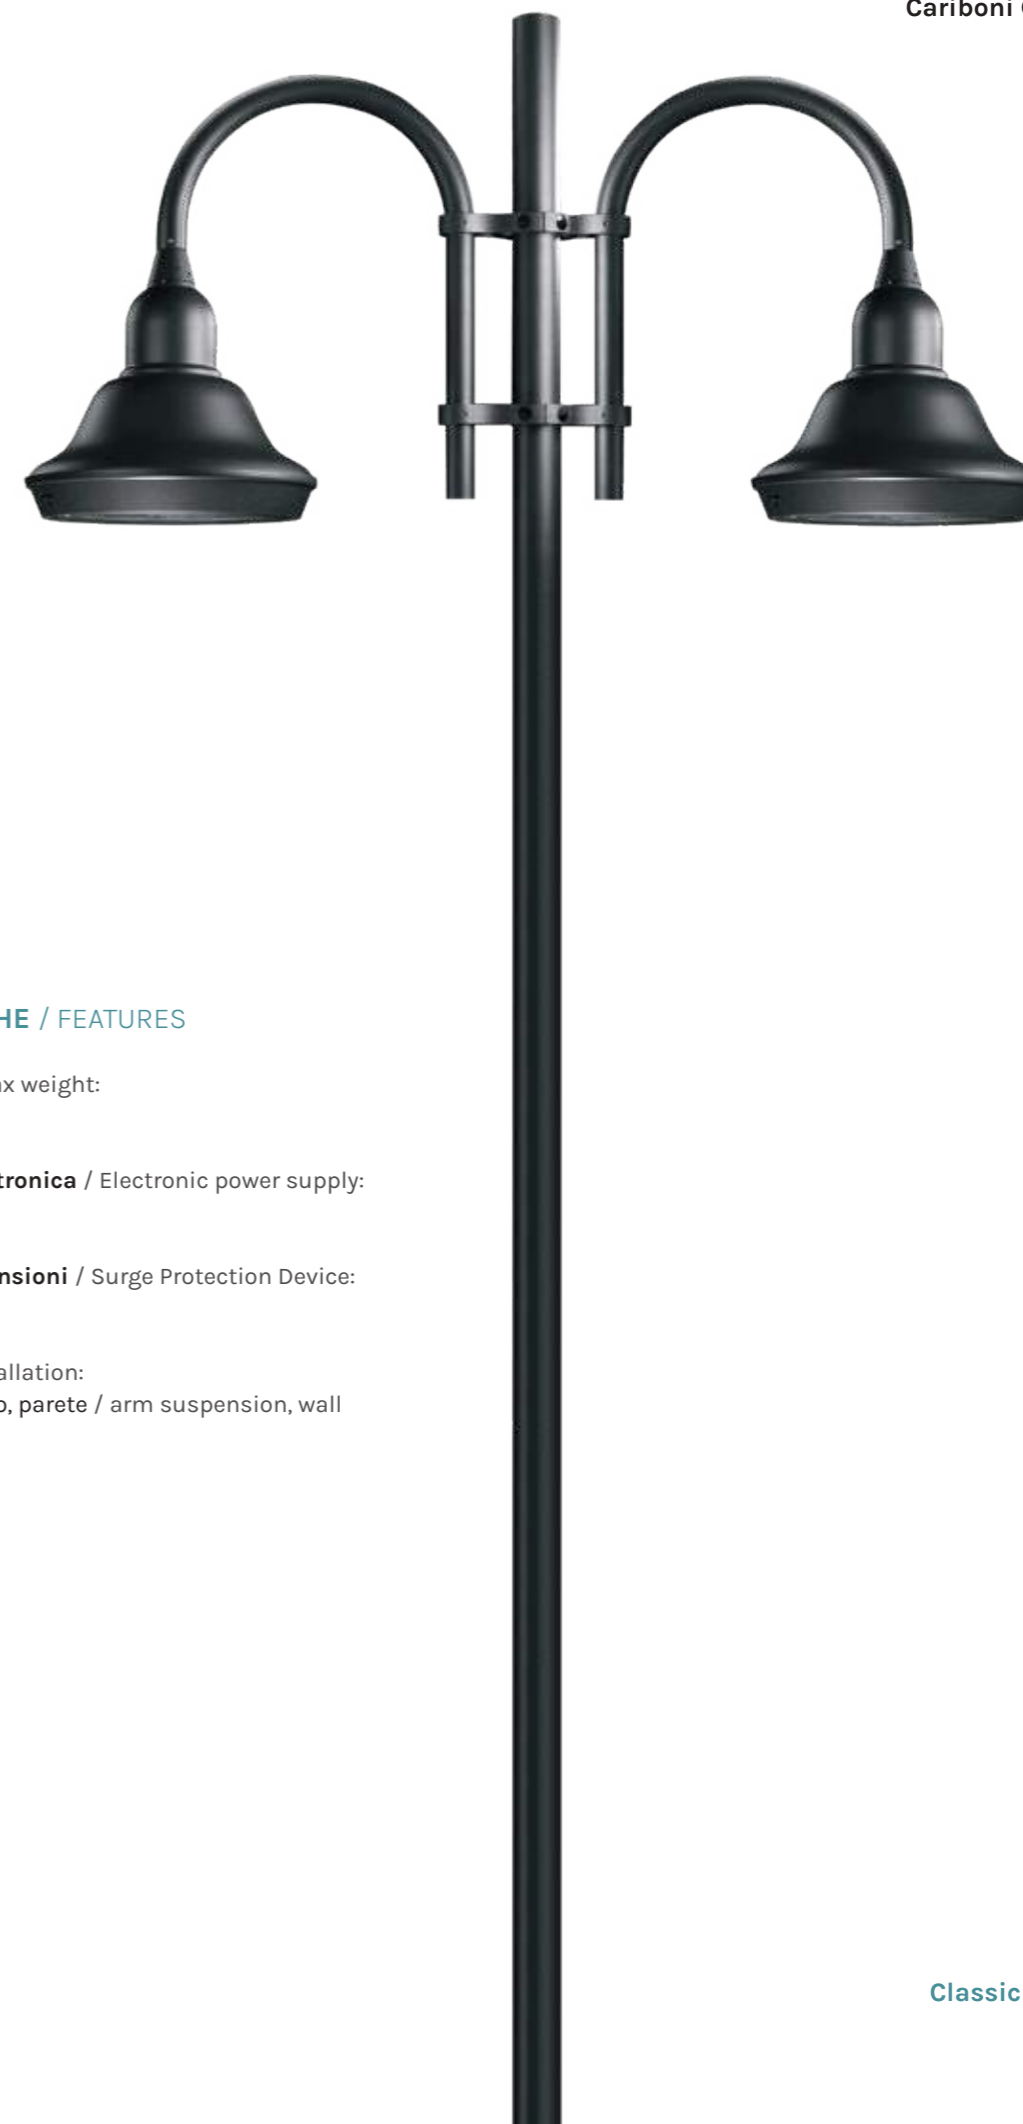 Cariboni
HE / FEATURES
weight:
tronica / Electronic power supply:
nsioni / Surge Protection Device:
allation:
o, parete / arm suspension, wall
Classic